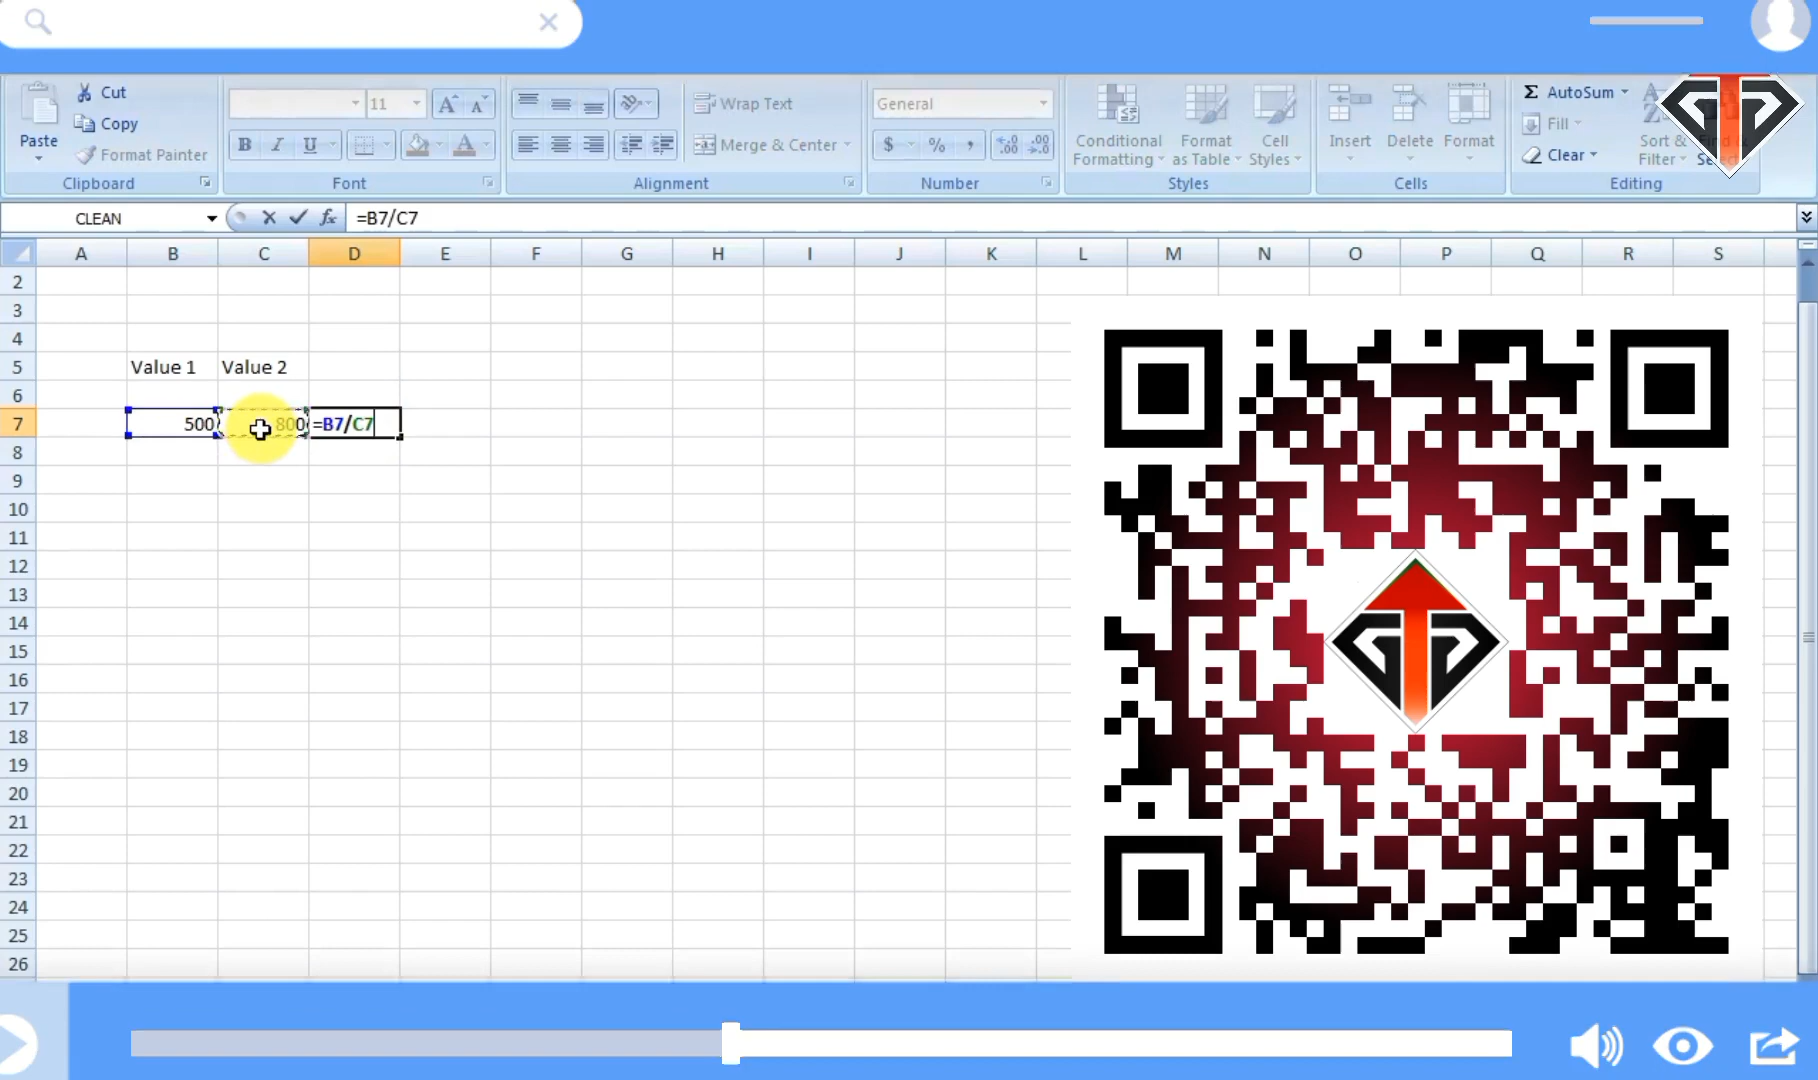 Cut
Copy
Format Painter
Paste
Clipboard
11
B I U
Font
Wrap Text
Merge & Center
Alignment
General
$ % ,
Number
Conditional Formatting
Format as Table
Cell Styles
Styles
Insert
Delete
Format
Cells
Σ AutoSum
Fill
Clear
Sort & Filter
Editing
CLEAN
fx
=B7/C7
A B C D E F G H I J K L M N O P Q R S
2
3
4
5 Value 1 Value 2
6
7 500 800 =B7/C7
8
9
10
11
12
13
14
15
16
17
18
19
20
21
22
23
24
25
26